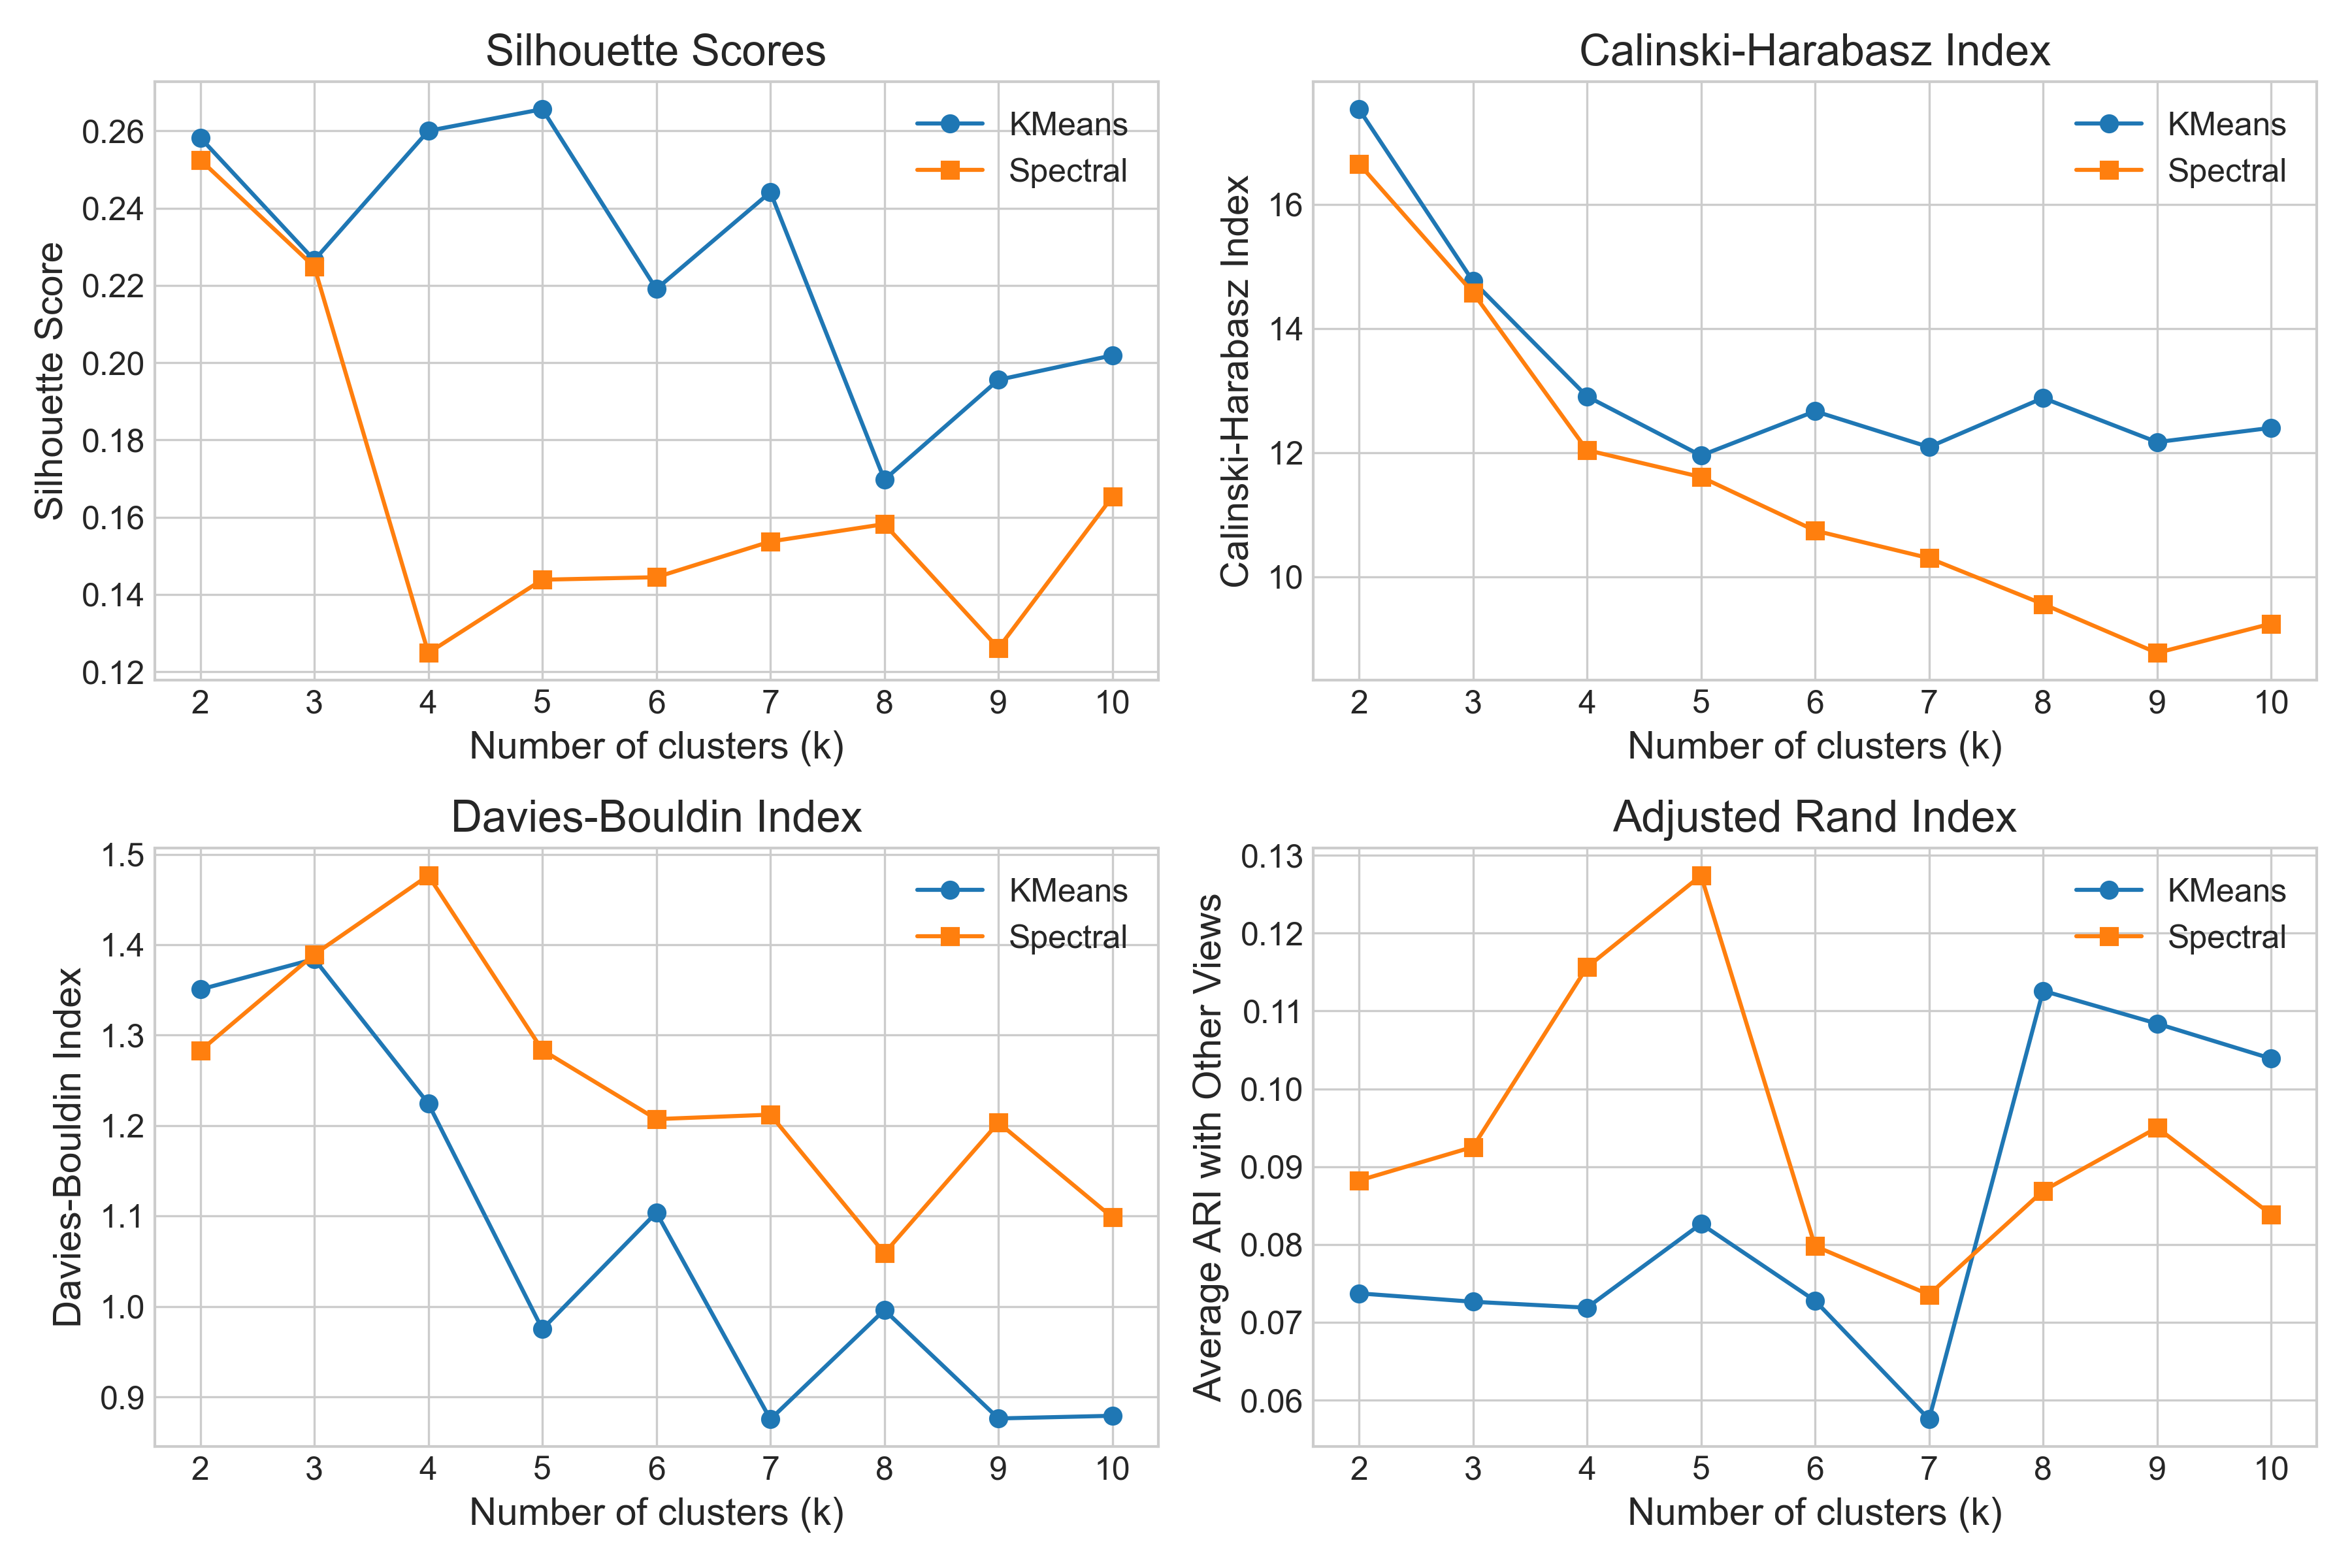 Silhouette Scores
Silhouette Score
0.26
0.24
0.22
0.20
0.18
0.16
0.14
0.12
KMeans
Spectral
2 3 4 5 6 7 8 9 10
Number of clusters (k)
Calinski-Harabasz Index
Calinski-Harabasz Index
16
14
12
10
KMeans
Spectral
2 3 4 5 6 7 8 9 10
Number of clusters (k)
Davies-Bouldin Index
Davies-Bouldin Index
1.5
1.4
1.3
1.2
1.1
1.0
0.9
KMeans
Spectral
2 3 4 5 6 7 8 9 10
Number of clusters (k)
Adjusted Rand Index
Average ARI with Other Views
0.13
0.12
0.11
0.10
0.09
0.08
0.07
0.06
KMeans
Spectral
2 3 4 5 6 7 8 9 10
Number of clusters (k)